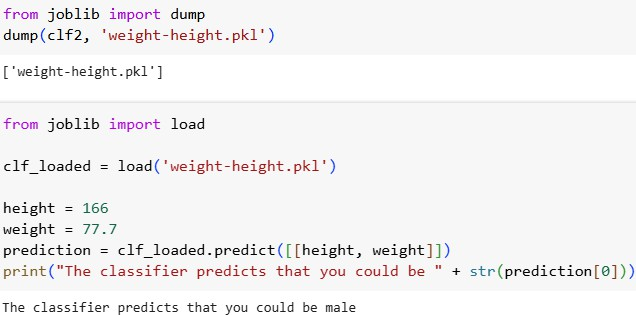 from joblib import dump
dump(clf2, 'weight-height.pkl')
['weight-height.pkl']
from joblib import load
clf_loaded = load('weight-height.pkl')
height = 166
weight = 77.7
prediction = clf_loaded.predict([[height, weight]])
print("The classifier predicts that you could be " + str(prediction[0]))
The classifier predicts that you could be male